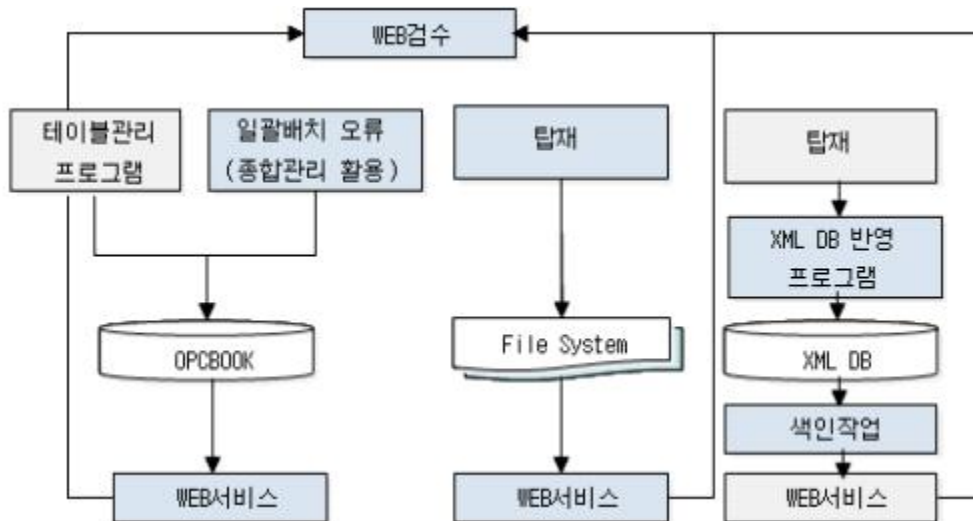 WEB검수
테이블관리
프로그램
일괄배치 오류
(종합관리 활용)
탑재
탑재
XML DB 반영
프로그램
OPCBOOK
File System
XML DB
색인작업
WEB서비스
WEB서비스
WEB서비스